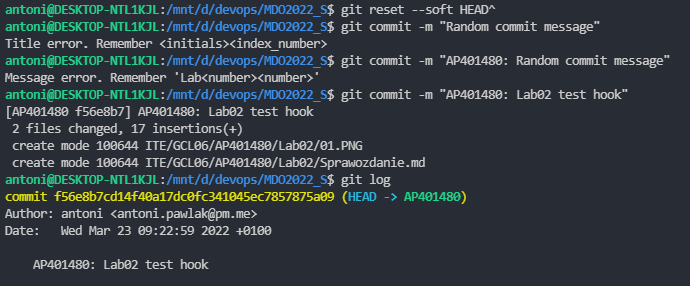 antoni@DESKTOP-NTL1KJL:/mnt/d/devops/MDO2022_S$ git reset --soft HEAD^
antoni@DESKTOP-NTL1KJL:/mnt/d/devops/MDO2022_S$ git commit -m "Random commit message"
Title error. Remember <initials><index_number>
antoni@DESKTOP-NTL1KJL:/mnt/d/devops/MDO2022_S$ git commit -m "AP401480: Random commit message"
Message error. Remember 'Lab<number><number>'
antoni@DESKTOP-NTL1KJL:/mnt/d/devops/MDO2022_S$ git commit -m "AP401480: Lab02 test hook"
[AP401480 f56e8b7] AP401480: Lab02 test hook
 2 files changed, 17 insertions(+)
 create mode 100644 ITE/GCL06/AP401480/Lab02/01.PNG
 create mode 100644 ITE/GCL06/AP401480/Lab02/Sprawozdanie.md
antoni@DESKTOP-NTL1KJL:/mnt/d/devops/MDO2022_S$ git log
commit f56e8b7cd14f40a17dc0fc341045ec7857875a09 (HEAD -> AP401480)
Author: antoni <antoni.pawlak@pm.me>
Date:   Wed Mar 23 09:22:59 2022 +0100

    AP401480: Lab02 test hook